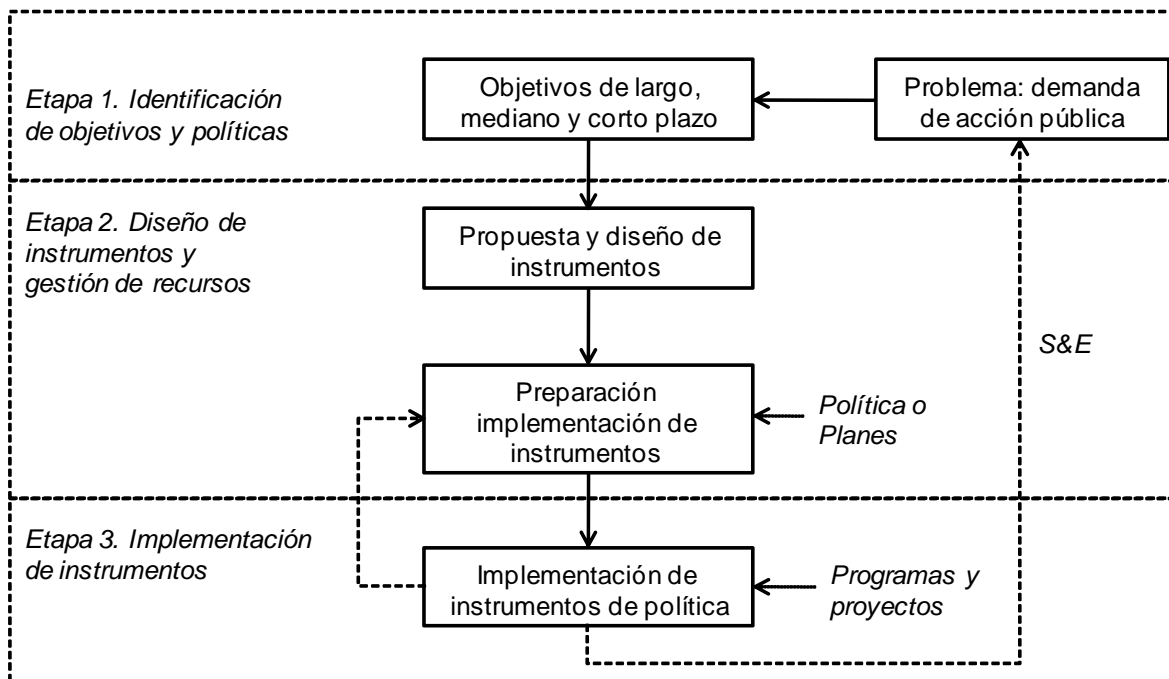 Etapa 1. Identificación
de objetivos y políticas
Objetivos de largo,
mediano y corto plazo
Problema: demanda
de acción pública
Etapa 2. Diseño de
instrumentos y
gestión de recursos
Propuesta y diseño de
instrumentos
S&E
Preparación
implementación de
instrumentos
Política o
Planes
Etapa 3. Implementación
de instrumentos
Implementación de
instrumentos de política
Programas y
proyectos